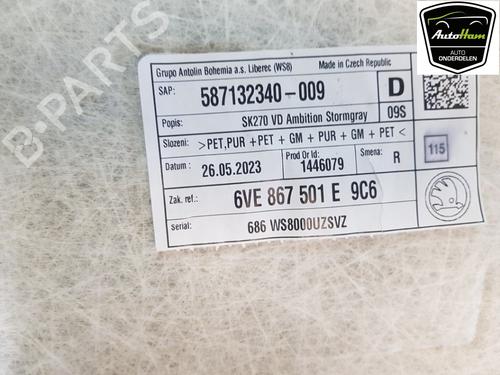 AutoHam
AUTO
ONDERDELEN
B-PARTS
Grupo Antolin Bohemia a.s. Liberec (WS8) Made in Czech Republic
SAP: 587132340-009 D
Popis: SK270 VD Ambition Stormgray 09S
Slozeni: >PET,PUR +PET + GM + PUR + GM + PET < 115
Datum : 26.05.2023 Prod Or Id: 1446079 Smena: R
Zak. ref.: 6VE 867 501 E 9C6
Serial: 686 WS8000UZSVZ